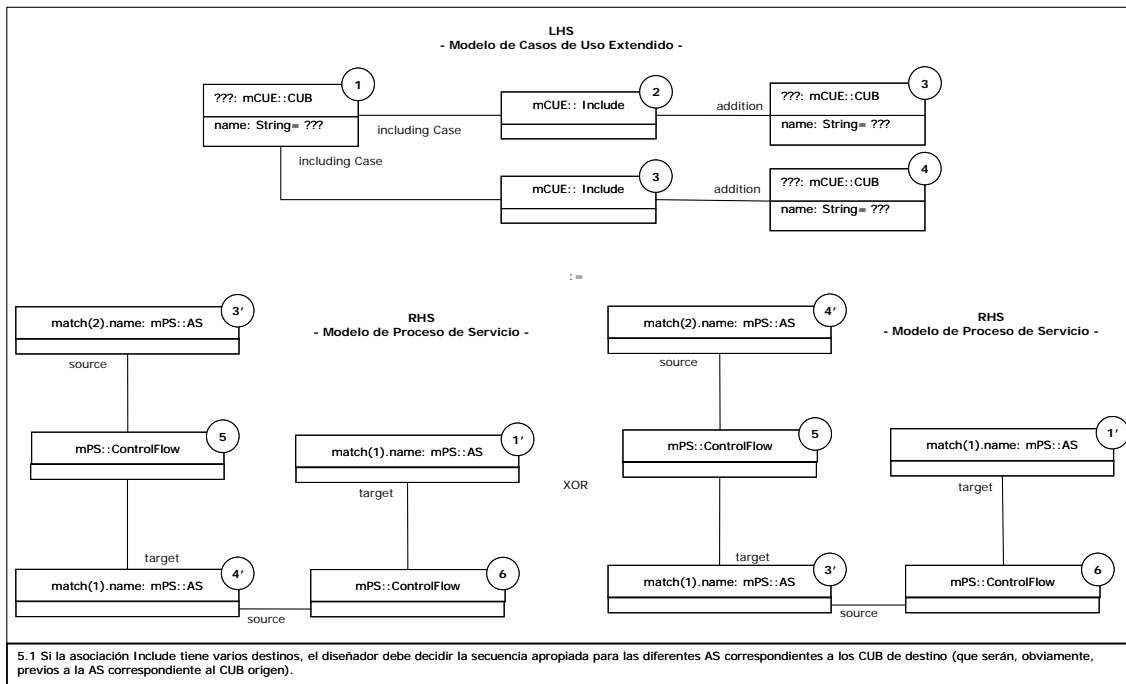 LHS
- Modelo de Casos de Uso Extendido -
1
???: mCUE::CUB
name: String= ???
including Case
including Case
2
mCUE:: Include
addition
3
???: mCUE::CUB
name: String= ???
3
mCUE:: Include
addition
4
???: mCUE::CUB
name: String= ???
:=
3’
match(2).name: mPS::AS
source
RHS
- Modelo de Proceso de Servicio -
5
mPS::ControlFlow
1’
match(1).name: mPS::AS
target
target
4’
match(1).name: mPS::AS
source
6
mPS::ControlFlow
XOR
4’
match(2).name: mPS::AS
source
RHS
- Modelo de Proceso de Servicio -
5
mPS::ControlFlow
1’
match(1).name: mPS::AS
target
target
3’
match(1).name: mPS::AS
source
6
mPS::ControlFlow
5.1 Si la asociación Include tiene varios destinos, el diseñador debe decidir la secuencia apropiada para las diferentes AS correspondientes a los CUB de destino (que serán, obviamente,
previos a la AS correspondiente al CUB origen).